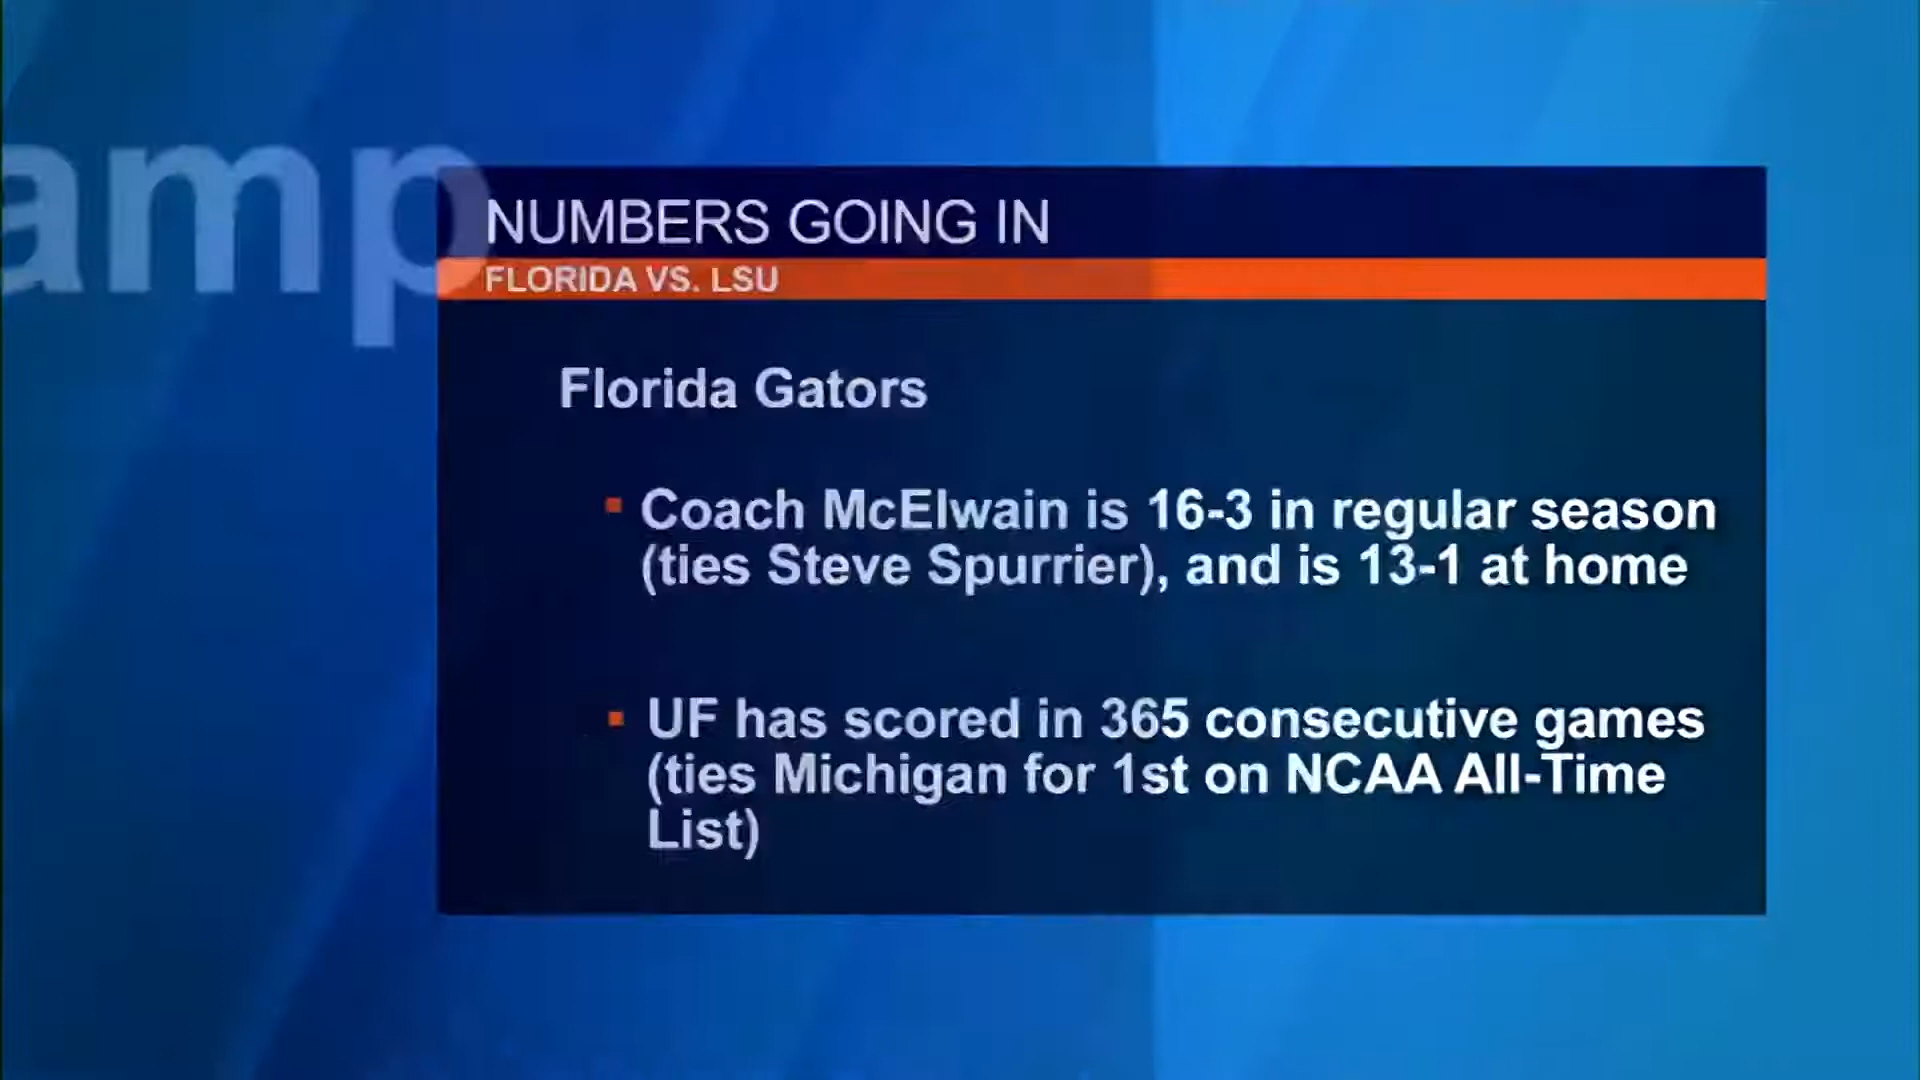 amp
NUMBERS GOING IN
FLORIDA VS. LSU
Florida Gators
Coach McElwain is 16-3 in regular season
(ties Steve Spurrier), and is 13-1 at home
UF has scored in 365 consecutive games
(ties Michigan for 1st on NCAA All-Time
List)